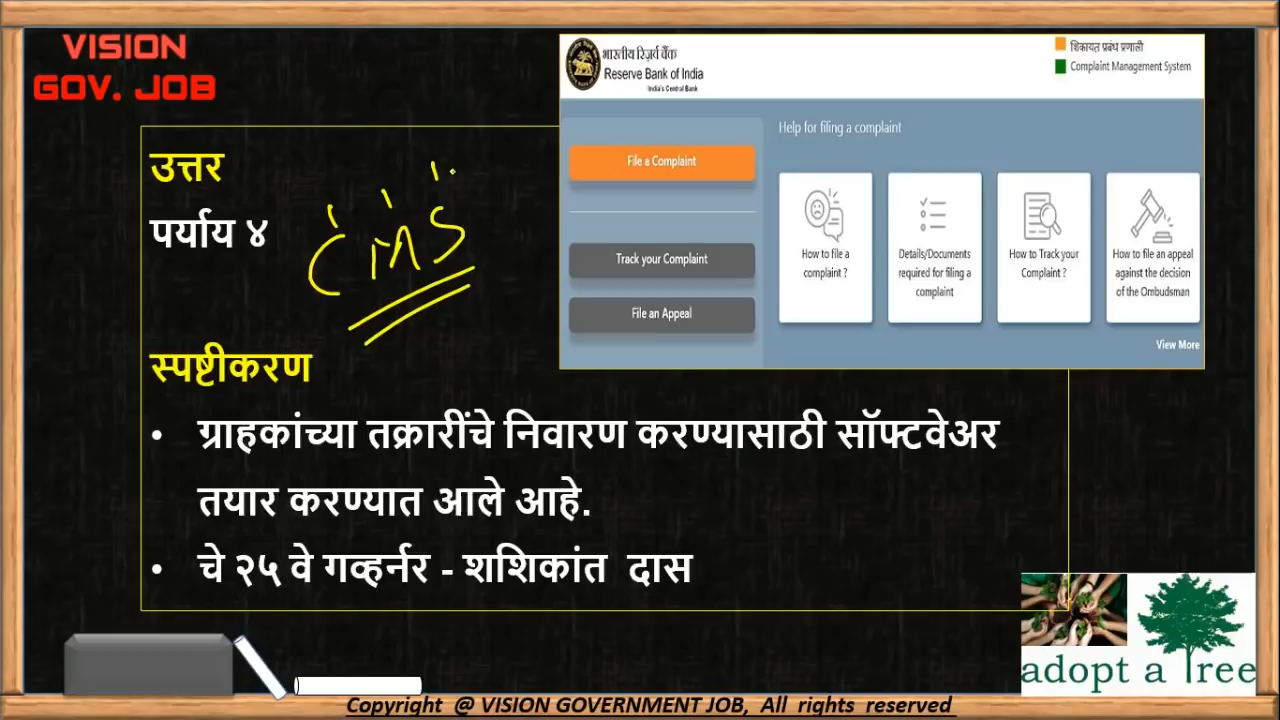 VISION
GOV. JOB
भारतीय रिज़र्व बैंक
Reserve Bank of India
India's Central Bank
शिकायत प्रबंध प्रणाली
Complaint Management System
File a Complaint
Track your Complaint
File an Appeal
Help for filing a complaint
How to file a
complaint ?
Details/Documents
required for filing a
complaint
How to Track your
Complaint ?
How to file an appeal
against the decision
of the Ombudsman
View More
उत्तर
पर्याय ४
CMS
स्पष्टीकरण
• ग्राहकांच्या तक्रारींचे निवारण करण्यासाठी सॉफ्टवेअर
तयार करण्यात आले आहे.
• चे २५ वे गव्हर्नर - शशिकांत दास
adopt a Tree
Copyright @ VISION GOVERNMENT JOB, All rights reserved